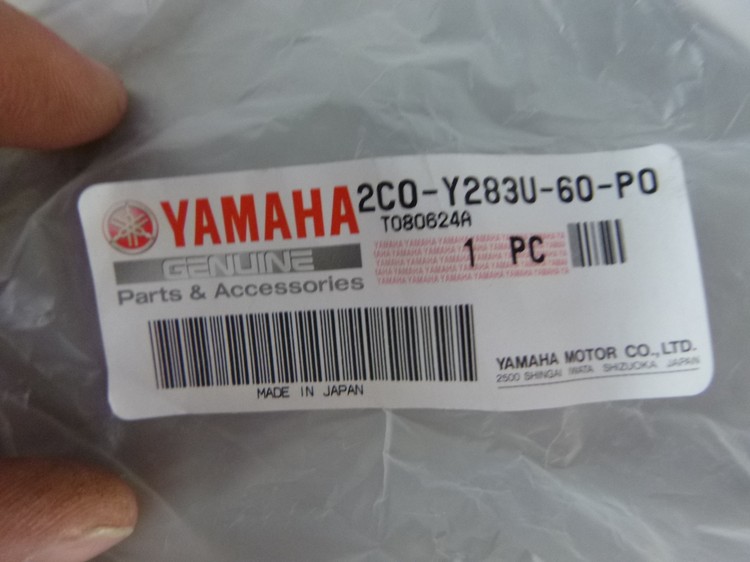 YAMAHA
2C0-Y283U-60-P0
T080624A
GENUINE
Parts & Accessories
1 PC
MADE IN JAPAN
YAMAHA MOTOR CO.,LTD.
2500 SHINGAI IWATA SHIZUOKA JAPAN